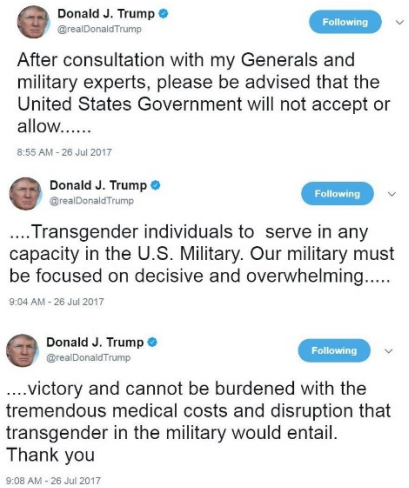 Donald J. Trump
@realDonaldTrump
Following
After consultation with my Generals and
military experts, please be advised that the
United States Government will not accept or
allow......
8:55 AM - 26 Jul 2017
Donald J. Trump
@realDonaldTrump
Following
....Transgender individuals to serve in any
capacity in the U.S. Military. Our military must
be focused on decisive and overwhelming.....
9:04 AM - 26 Jul 2017
Donald J. Trump
@realDonaldTrump
Following
....victory and cannot be burdened with the
tremendous medical costs and disruption that
transgender in the military would entail.
Thank you
9:08 AM - 26 Jul 2017